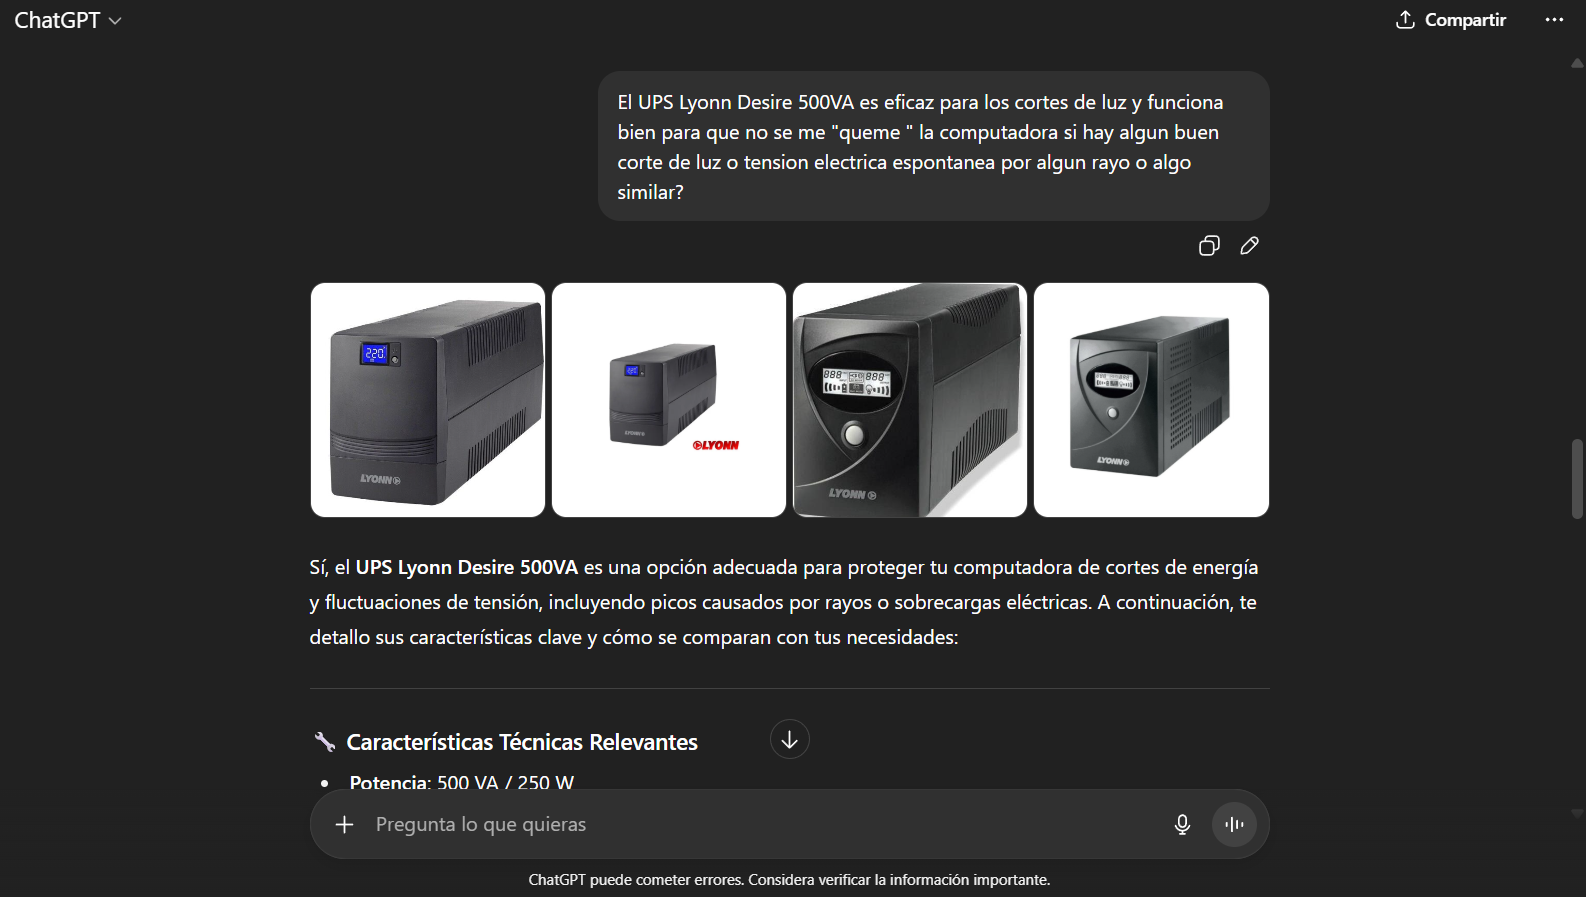 ChatGPT
Compartir
El UPS Lyonn Desire 500VA es eficaz para los cortes de luz y funciona
bien para que no se me "queme " la computadora si hay algun buen
corte de luz o tension electrica espontanea por algun rayo o algo
similar?
220
LYONN
LYONN
LYONN
888 888
LYONN
LYONN
Sí, el UPS Lyonn Desire 500VA es una opción adecuada para proteger tu computadora de cortes de energía
y fluctuaciones de tensión, incluyendo picos causados por rayos o sobrecargas eléctricas. A continuación, te
detallo sus características clave y cómo se comparan con tus necesidades:
Características Técnicas Relevantes
• Potencia: 500 VA / 250 W
Pregunta lo que quieras
ChatGPT puede cometer errores. Considera verificar la información importante.